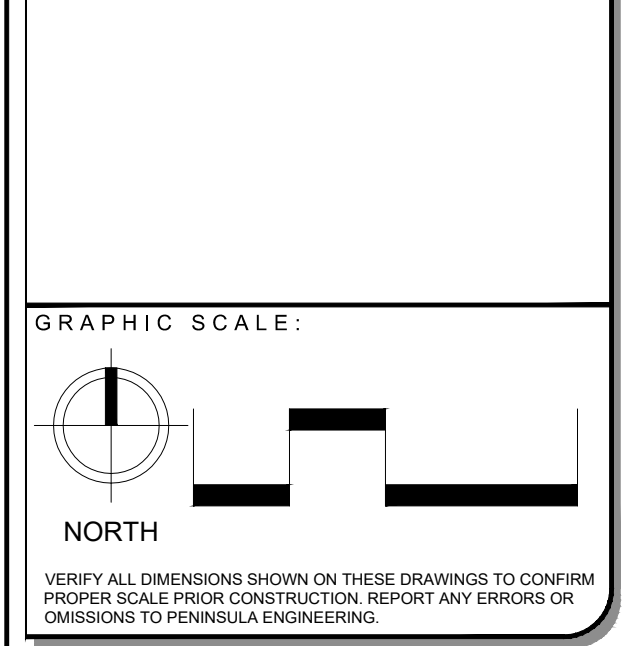 GRAPHIC SCALE:
NORTH
VERIFY ALL DIMENSIONS SHOWN ON THESE DRAWINGS TO CONFIRM
PROPER SCALE PRIOR CONSTRUCTION. REPORT ANY ERRORS OR
OMISSIONS TO PENINSULA ENGINEERING.